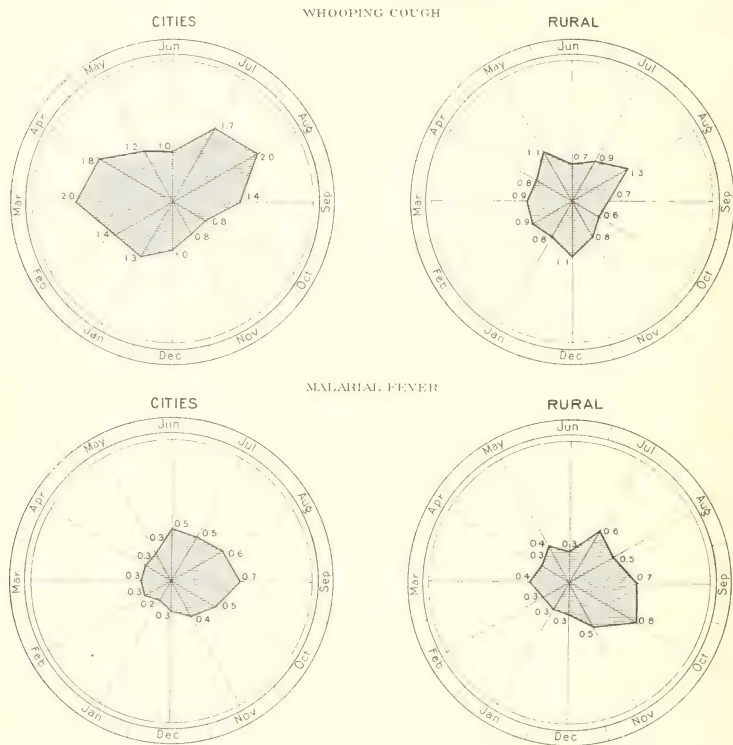 WHOOPING COUGH
CITIES
Jun
Jul
Aug
Sep
Oct
Nov
Dec
Jan
Feb
Mar
Apr
May
1.0
1.7
2.0
1.4
0.8
0.8
1.0
1.3
1.4
2.0
1.8
1.2
RURAL
Jun
Jul
Aug
Sep
Oct
Nov
Dec
Jan
Feb
Mar
Apr
May
0.7
0.9
1.3
0.7
0.6
0.8
1.1
0.8
0.9
0.9
0.8
1.1
MALARIAL FEVER
CITIES
Jun
Jul
Aug
Sep
Oct
Nov
Dec
Jan
Feb
Mar
Apr
May
0.5
0.5
0.6
0.7
0.5
0.4
0.3
0.2
0.3
0.3
0.3
0.3
RURAL
Jun
Jul
Aug
Sep
Oct
Nov
Dec
Jan
Feb
Mar
Apr
May
0.3
0.6
0.5
0.7
0.8
0.5
0.3
0.3
0.4
0.3
0.4